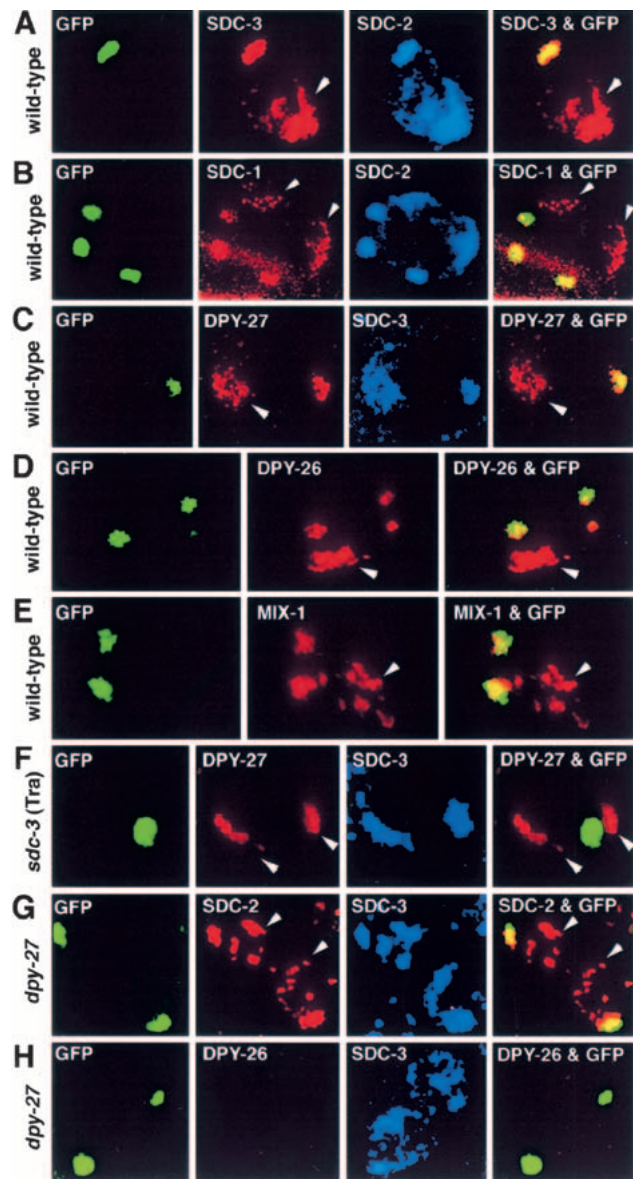 A wild-type GFP SDC-3 SDC-2 SDC-3 & GFP
B wild-type GFP SDC-1 SDC-2 SDC-1 & GFP
C wild-type GFP DPY-27 SDC-3 DPY-27 & GFP
D wild-type GFP DPY-26 DPY-26 & GFP
E wild-type GFP MIX-1 MIX-1 & GFP
F sdc-3 (Tra) GFP DPY-27 SDC-3 DPY-27 & GFP
G dpy-27 GFP SDC-2 SDC-3 SDC-2 & GFP
H dpy-27 GFP DPY-26 SDC-3 DPY-26 & GFP